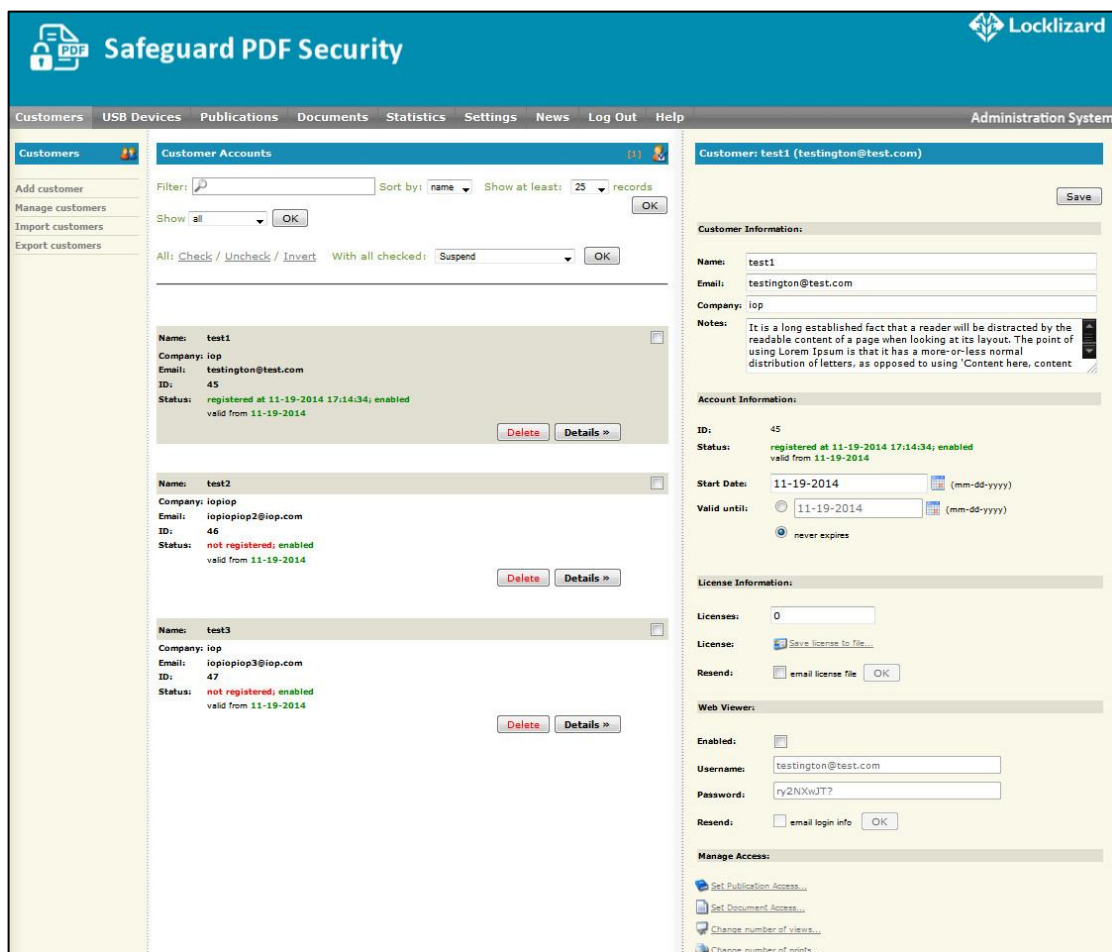 PDF
Safeguard PDF Security
Locklizard
Customers USB Devices Publications Documents Statistics Settings News Log Out Help Administration System
Customers
Add customer
Manage customers
Import customers
Export customers
Customer Accounts [1]
Filter: Sort by: name Show at least: 25 records
OK
Show all OK
All: Check / Uncheck / Invert With all checked: Suspend OK
Name: test1
Company: iop
Email: testington@test.com
ID: 45
Status: registered at 11-19-2014 17:14:34; enabled
valid from 11-19-2014
Delete Details »
Name: test2
Company: iopiop
Email: iopiopiop2@iop.com
ID: 46
Status: not registered; enabled
valid from 11-19-2014
Delete Details »
Name: test3
Company: iop
Email: iopiopiop3@iop.com
ID: 47
Status: not registered; enabled
valid from 11-19-2014
Delete Details »
Customer: test1 (testington@test.com)
Save
Customer Information:
Name: test1
Email: testington@test.com
Company: iop
Notes: It is a long established fact that a reader will be distracted by the
readable content of a page when looking at its layout. The point of
using Lorem Ipsum is that it has a more-or-less normal
distribution of letters, as opposed to using 'Content here, content
Account Information:
ID: 45
Status: registered at 11-19-2014 17:14:34; enabled
valid from 11-19-2014
Start Date: 11-19-2014 (mm-dd-yyyy)
Valid until: 11-19-2014 (mm-dd-yyyy)
never expires
License Information:
Licenses: 0
License: Save license to file...
Resend: email license file OK
Web Viewer:
Enabled:
Username: testington@test.com
Password: ry2NXwJT?
Resend: email login info OK
Manage Access:
Set Publication Access...
Set Document Access...
Change number of views...
Change number of prints...